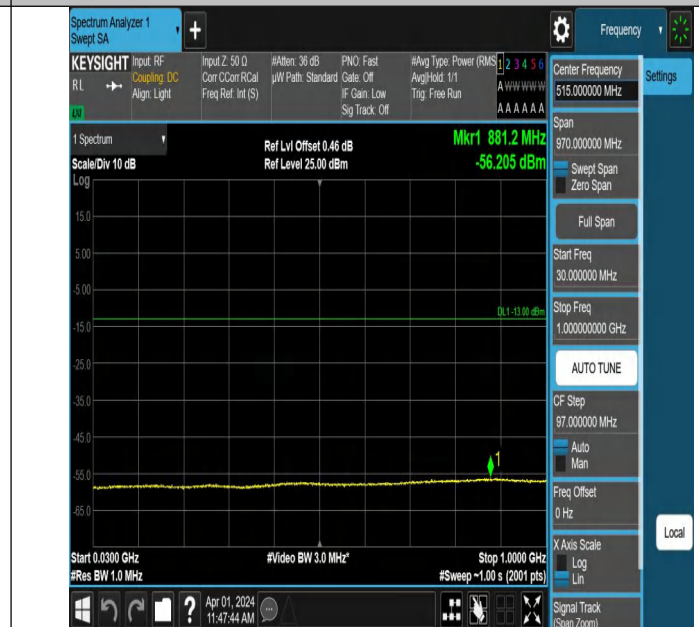 Spectrum Analyzer 1
Swept SA
+
Frequency
KEYSIGHT
RL
LXI
Input: RF
Coupling: DC
Align: Light
Input Z: 50 Ω
Corr CCorr RCal
Freq Ref: Int (S)
#Atten: 36 dB
µW Path: Standard
PNO: Fast
Gate: Off
IF Gain: Low
Sig Track: Off
#Avg Type: Power (RMS
Avg|Hold: 1/1
Trig: Free Run
1 2 3 4 5 6
A W W W W W
A A A A A A
1 Spectrum
Scale/Div 10 dB
Log
Ref Lvl Offset 0.46 dB
Ref Level 25.00 dBm
Mkr1 881.2 MHz
-56.205 dBm
15.0
5.00
-5.00
-15.0
-25.0
-35.0
-45.0
-55.0
-65.0
DL1 -13.00 dBm
1
Start 0.0300 GHz
#Res BW 1.0 MHz
#Video BW 3.0 MHz*
Stop 1.0000 GHz
#Sweep ~1.00 s (2001 pts)
?
Apr 01, 2024
11:47:44 AM
Center Frequency
515.000000 MHz
Settings
Span
970.000000 MHz
Swept Span
Zero Span
Full Span
Start Freq
30.000000 MHz
Stop Freq
1.000000000 GHz
AUTO TUNE
CF Step
97.000000 MHz
Auto
Man
Freq Offset
0 Hz
X Axis Scale
Log
Lin
Local
Signal Track
(Span Zoom)